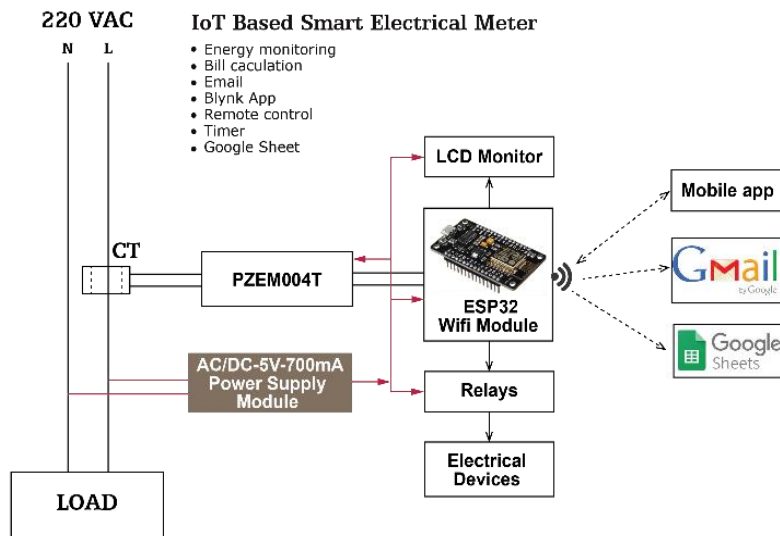 220 VAC
N L
IoT Based Smart Electrical Meter
• Energy monitoring
• Bill caculation
• Email
• Blynk App
• Remote control
• Timer
• Google Sheet
LCD Monitor
Mobile app
CT
PZEM004T
ESP32
Wifi Module
GMail
by Google
Google
Sheets
AC/DC-5V-700mA
Power Supply
Module
Relays
Electrical
Devices
LOAD